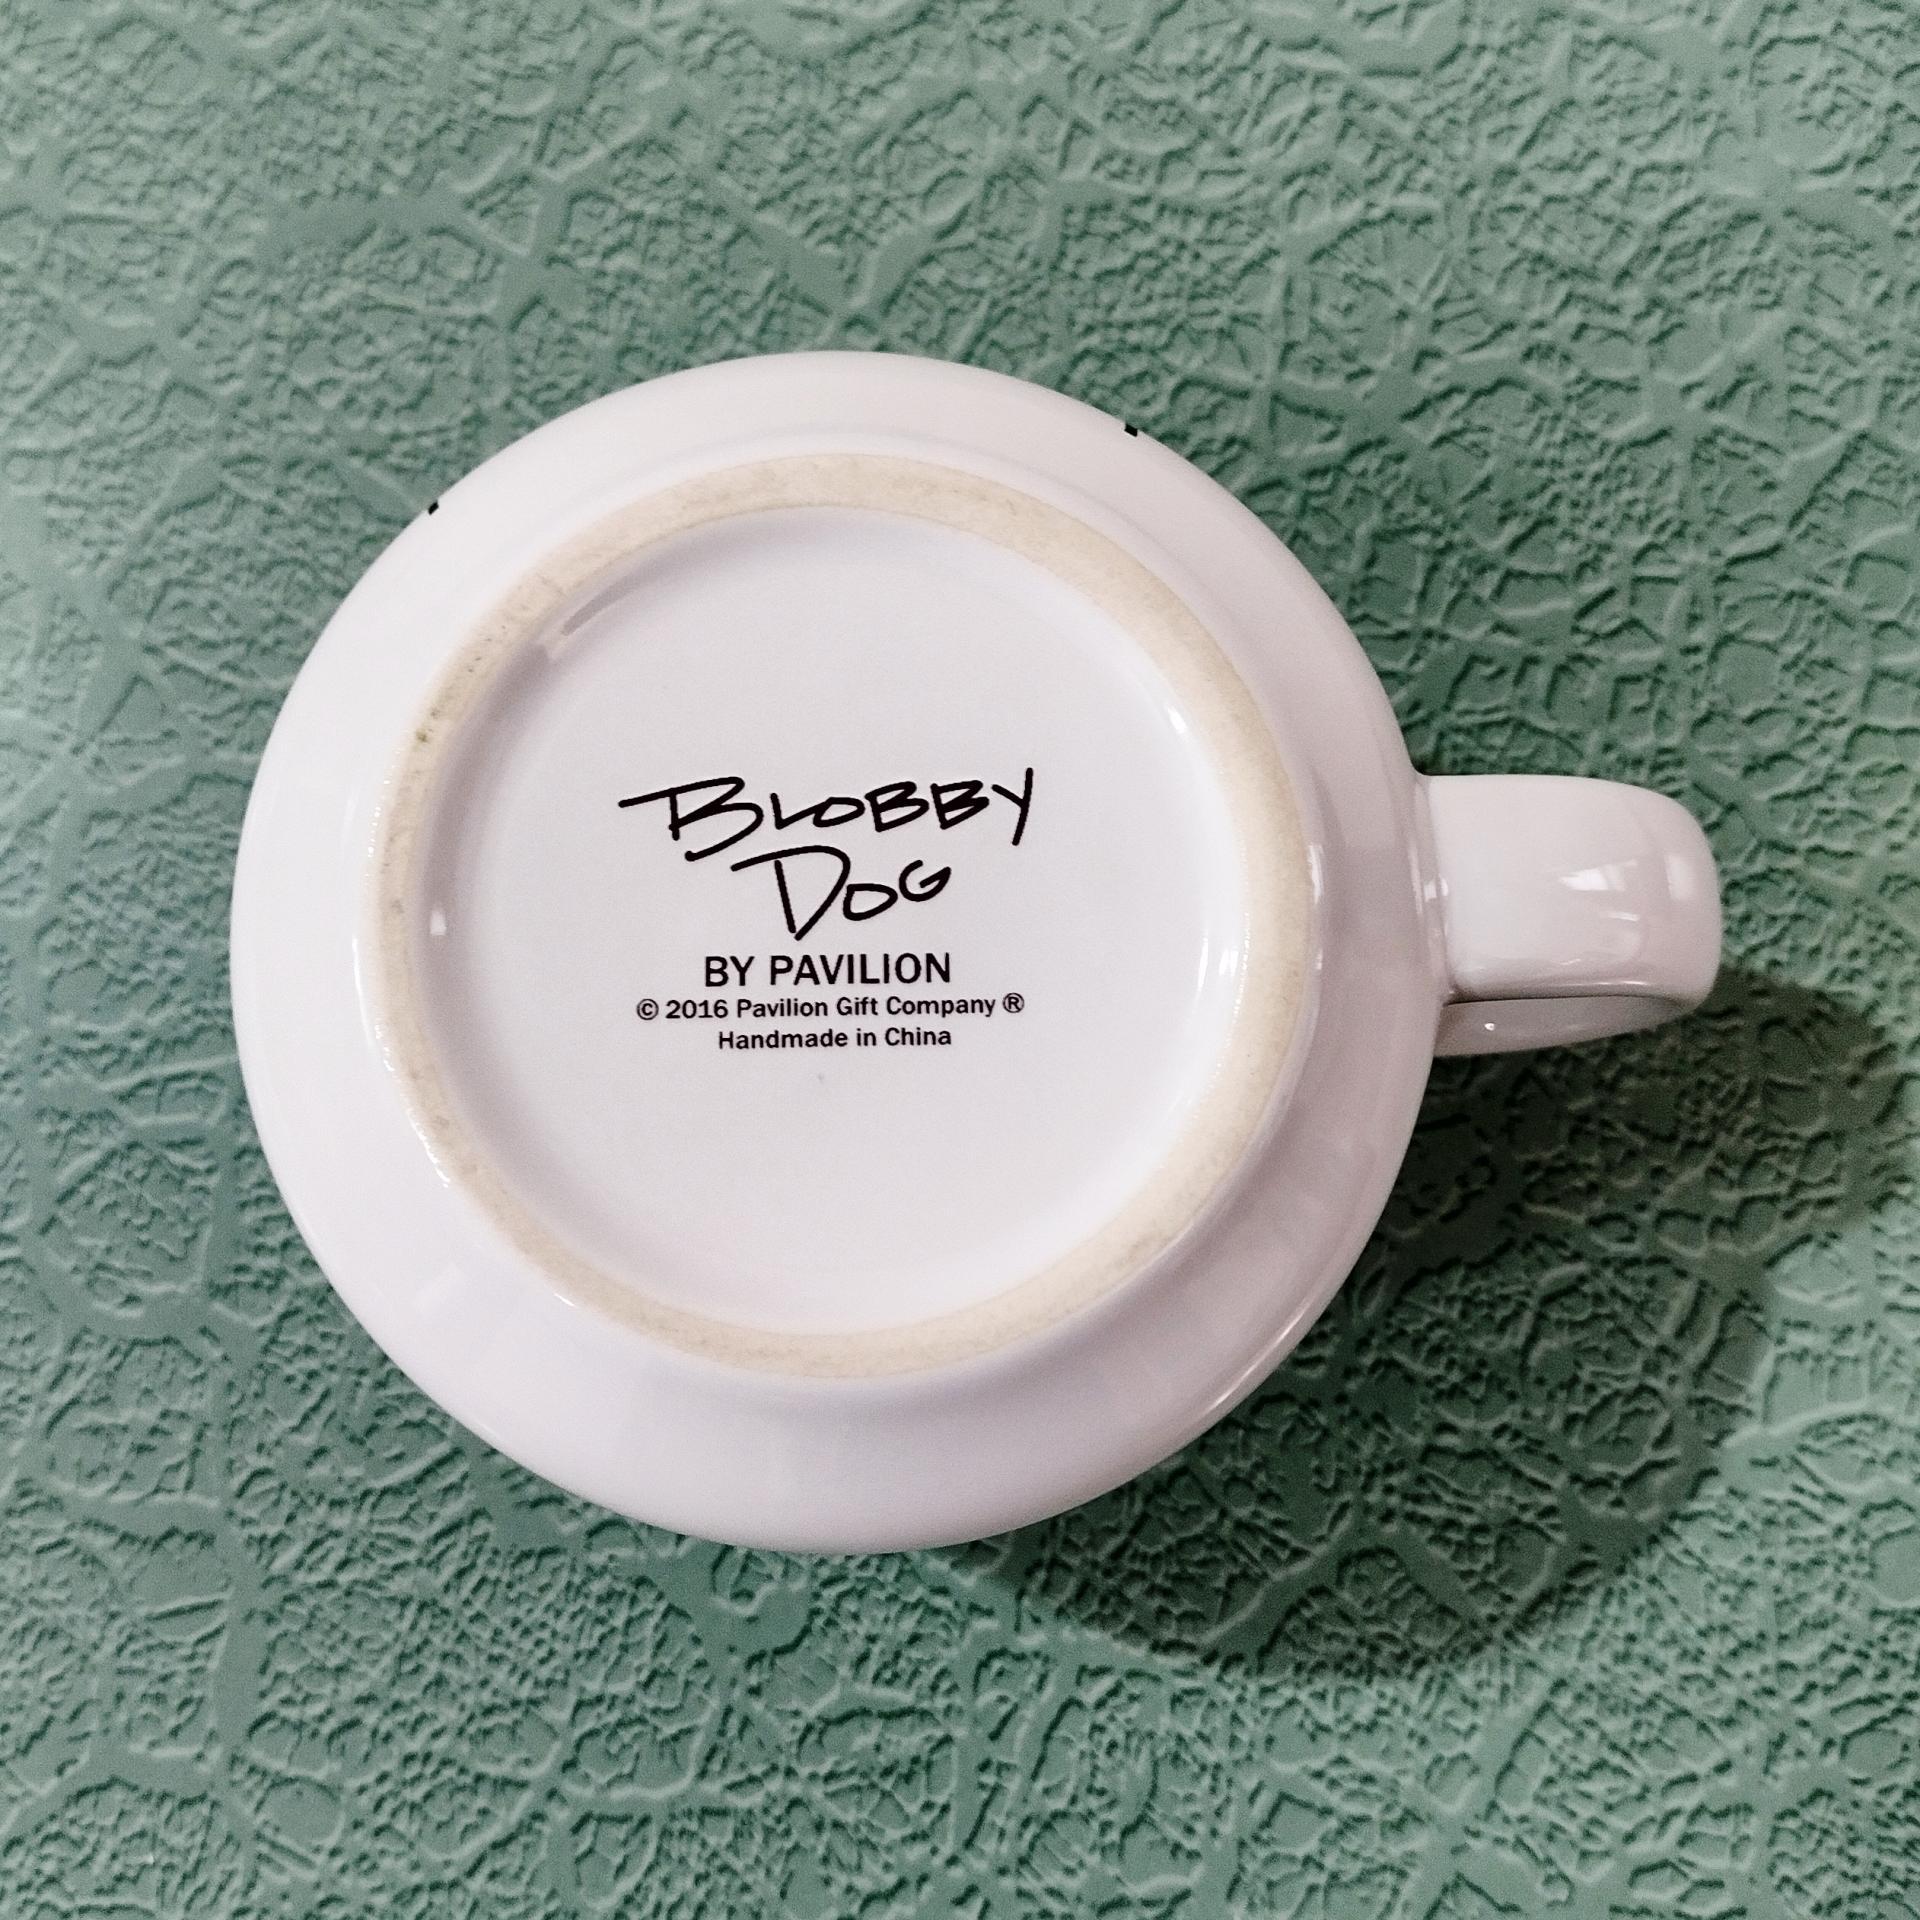 BLOBBY
DOG
BY PAVILION
© 2016 Pavilion Gift Company ®
Handmade in China